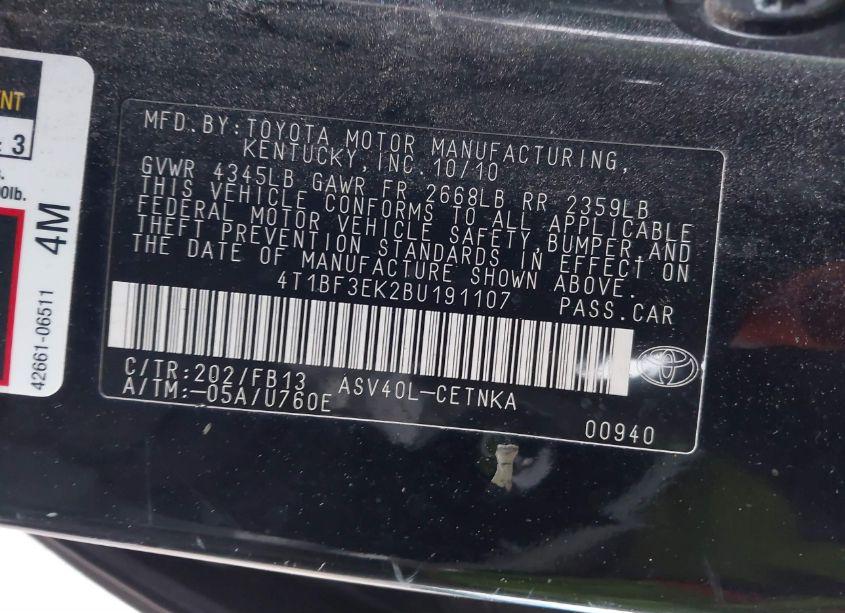 MFD.BY:TOYOTA MOTOR MANUFACTURING,
KENTUCKY,INC.10/10
GVWR 4345LB GAWR FR 2668LB RR 2359LB
THIS VEHICLE CONFORMS TO ALL APPLICABLE
FEDERAL MOTOR VEHICLE SAFETY,BUMPER,AND
THEFT PREVENTION STANDARDS IN EFFECT ON
THE DATE OF MANUFACTURE SHOWN ABOVE.
4T1BF3EK2BU191107 PASS.CAR
C/TR:202/FB13 ASV40L-CETNKA
A/TM:-05A/U760E
00940
3
42661-06511
4M